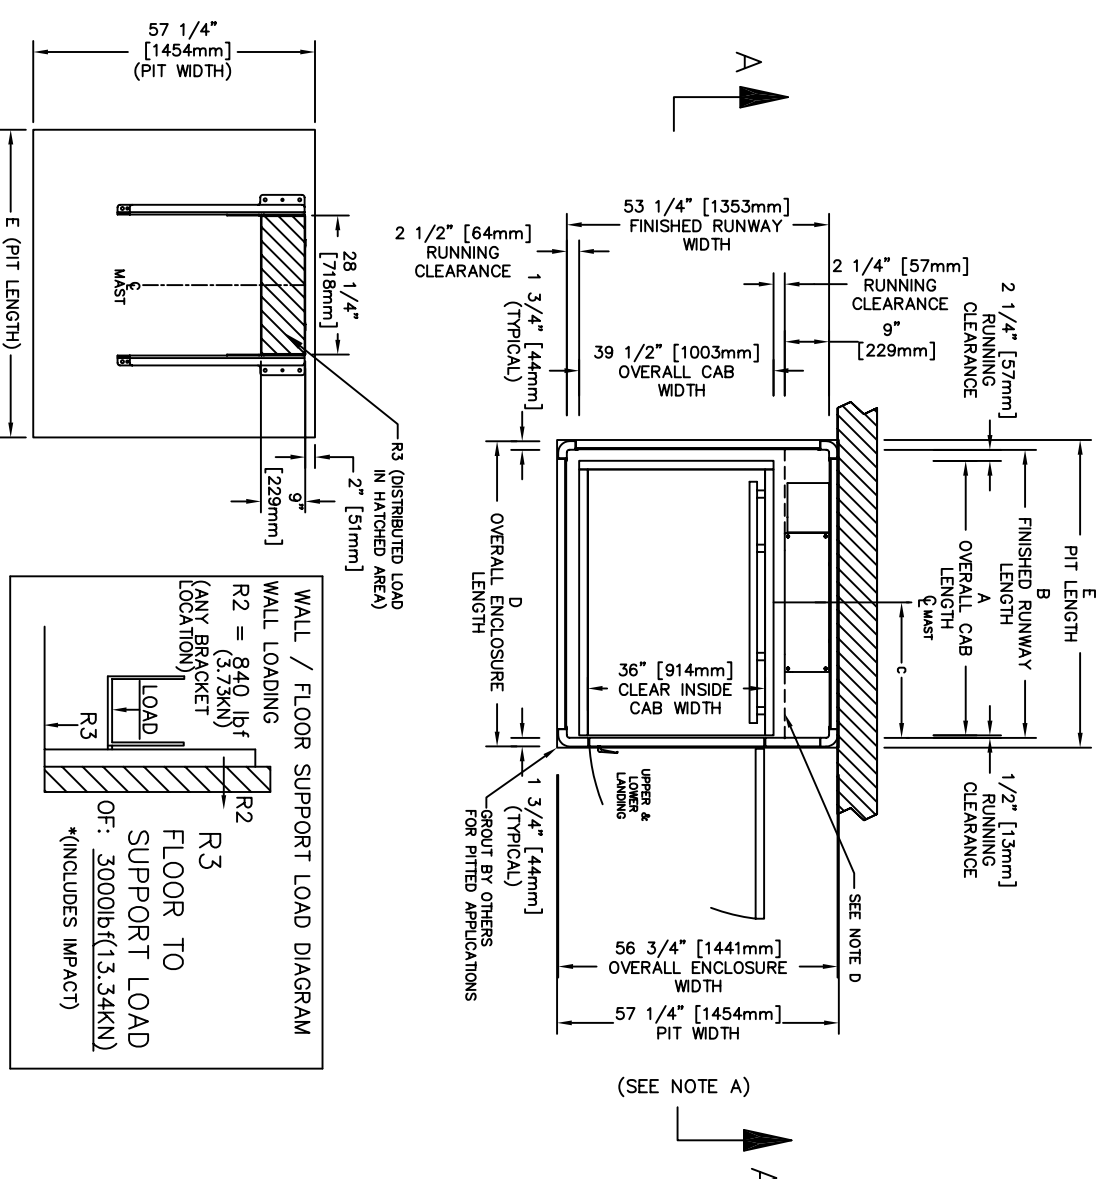 57 1/4"
[1454mm]
(PIT WIDTH)
E (PIT LENGTH)
28 1/4"
[718mm]
℄
MAST
9"
[229mm]
2" [51mm]
R3 (DISTRIBUTED LOAD
IN HATCHED AREA)
A
53 1/4" [1353mm]
FINISHED RUNWAY
WIDTH
2 1/2" [64mm]
RUNNING
CLEARANCE
2 1/4" [57mm]
RUNNING
CLEARANCE
9"
[229mm]
39 1/2" [1003mm]
OVERALL CAB
WIDTH
1 3/4" [44mm]
(TYPICAL)
2 1/4" [57mm]
RUNNING
CLEARANCE
E
PIT LENGTH
B
FINISHED RUNWAY
LENGTH
A
OVERALL CAB
LENGTH
℄ MAST
C
1/2" [13mm]
RUNNING
CLEARANCE
D
OVERALL ENCLOSURE
LENGTH
36" [914mm]
CLEAR INSIDE
CAB WIDTH
UPPER &
LOWER
LANDING
1 3/4" [44mm]
(TYPICAL)
GROUT BY OTHERS
FOR PITTED APPLICATIONS
SEE NOTE D
56 3/4" [1441mm]
OVERALL ENCLOSURE
WIDTH
57 1/4" [1454mm]
PIT WIDTH
(SEE NOTE A)
A
WALL / FLOOR SUPPORT LOAD DIAGRAM
WALL LOADING
R2 = 840 lbf
(3.73KN)
(ANY BRACKET
LOCATION)
LOAD
R3
R2
R3
FLOOR TO
SUPPORT LOAD
OF: 3000lbf(13.34KN)
*(INCLUDES IMPACT)